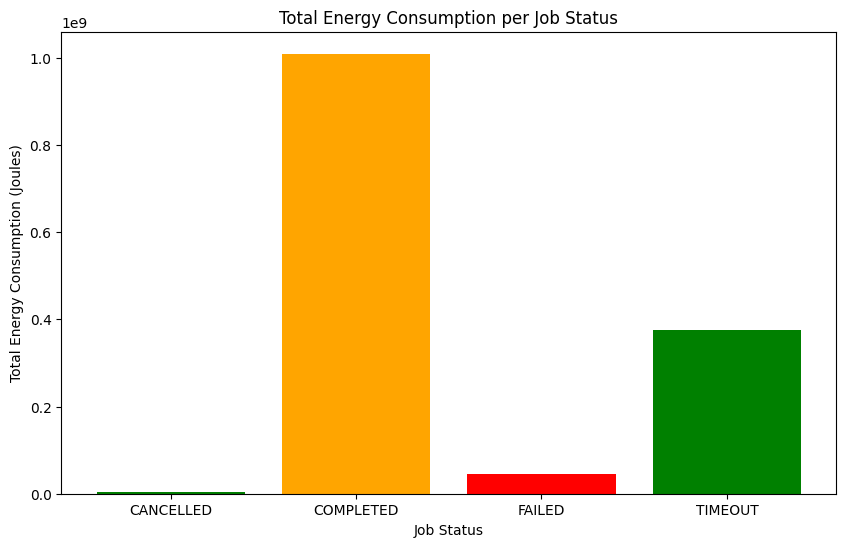 Total Energy Consumption per Job Status
1e9
Total Energy Consumption (Joules)
1.0
0.8
0.6
0.4
0.2
0.0
CANCELLED COMPLETED FAILED TIMEOUT
Job Status